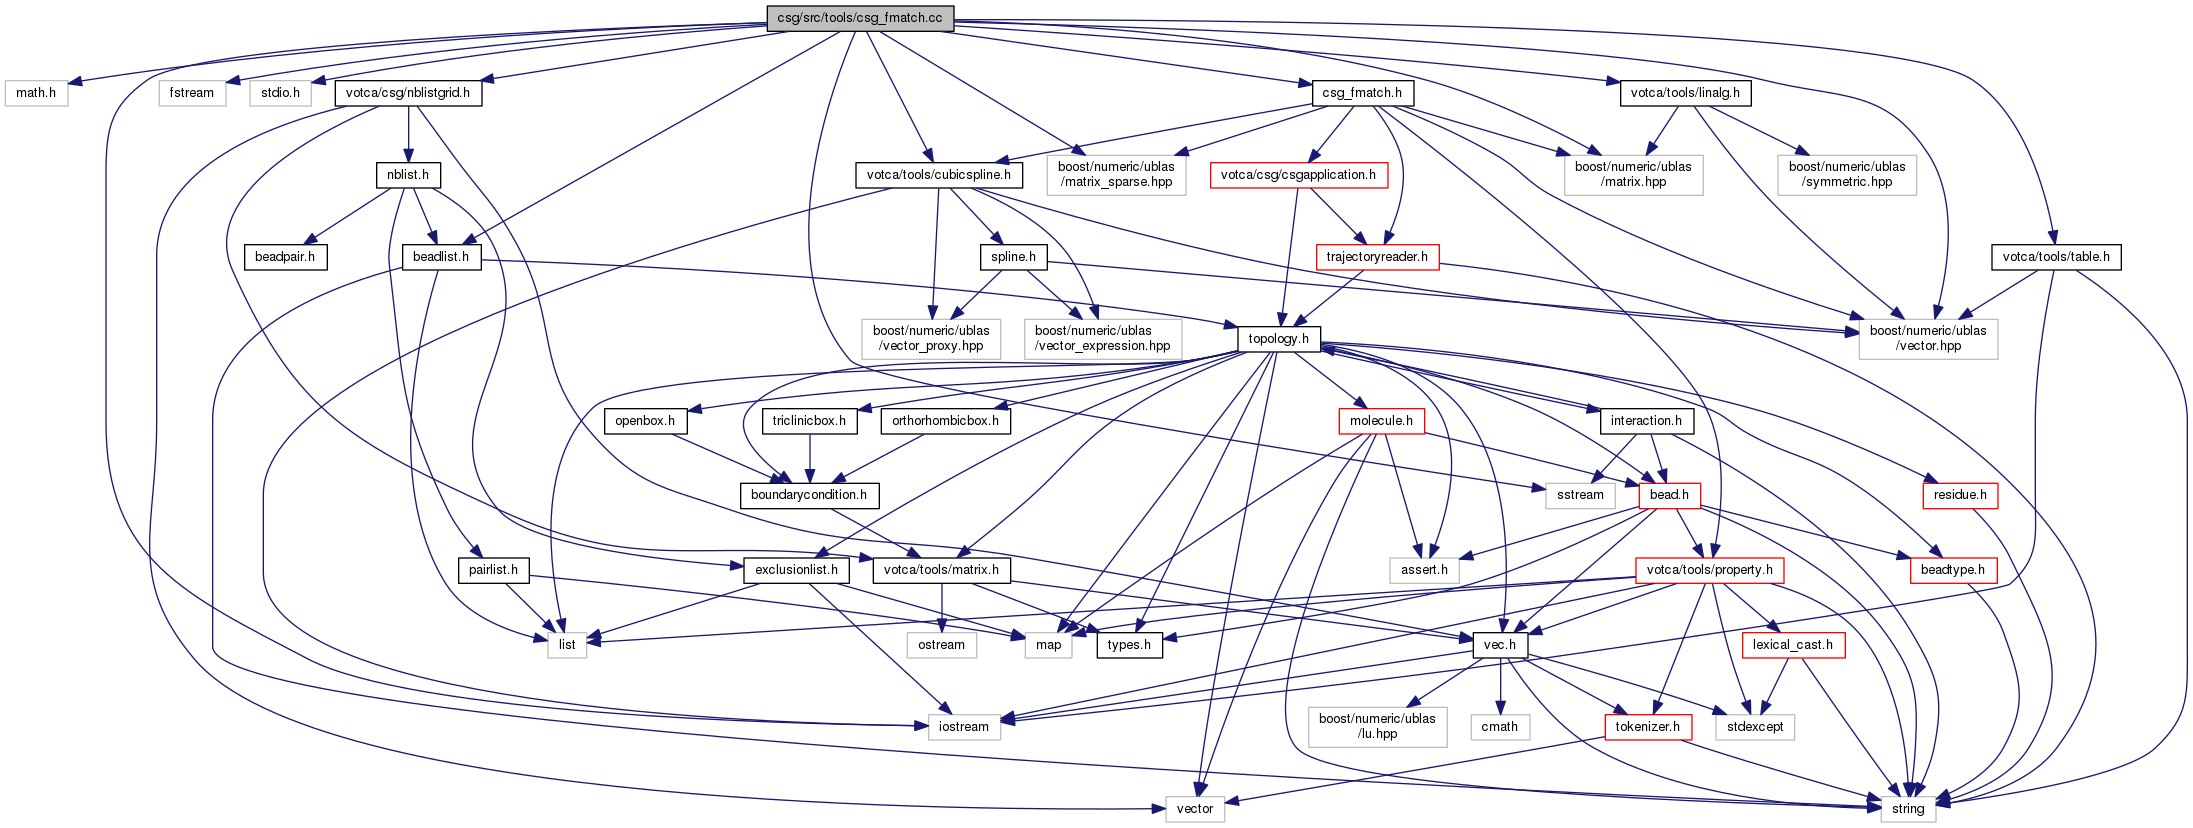 csg/src/tools/csg_fmatch.cc
math.h
fstream
stdio.h
votca/csg/nblistgrid.h
csg_fmatch.h
votca/tools/linalg.h
nblist.h
votca/tools/cubicspline.h
boost/numeric/ublas
/matrix_sparse.hpp
votca/csg/csgapplication.h
boost/numeric/ublas
/matrix.hpp
boost/numeric/ublas
/symmetric.hpp
beadpair.h
beadlist.h
spline.h
trajectoryreader.h
votca/tools/table.h
boost/numeric/ublas
/vector_proxy.hpp
boost/numeric/ublas
/vector_expression.hpp
topology.h
boost/numeric/ublas
/vector.hpp
openbox.h
triclinicbox.h
orthorhombicbox.h
molecule.h
interaction.h
boundarycondition.h
sstream
bead.h
residue.h
pairlist.h
exclusionlist.h
votca/tools/matrix.h
assert.h
votca/tools/property.h
beadtype.h
list
ostream
map
types.h
vec.h
lexical_cast.h
iostream
boost/numeric/ublas
/lu.hpp
cmath
tokenizer.h
stdexcept
vector
string